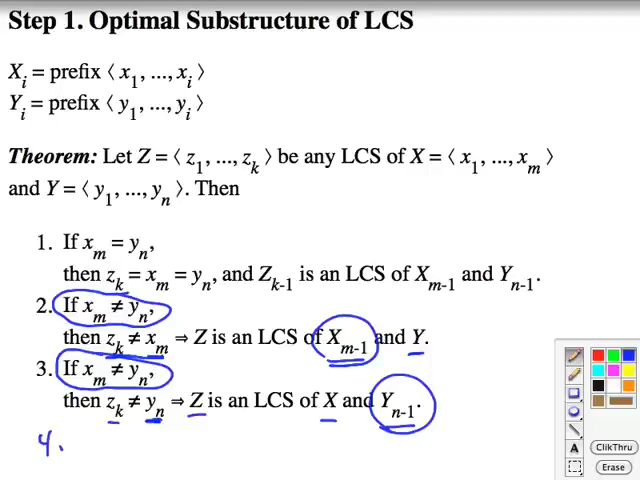 Step 1. Optimal Substructure of LCS
Xᵢ = prefix ⟨ x₁, ..., xᵢ ⟩
Yᵢ = prefix ⟨ y₁, ..., yᵢ ⟩
Theorem: Let Z = ⟨ z₁, ..., zₖ ⟩ be any LCS of X = ⟨ x₁, ..., xₘ ⟩
and Y = ⟨ y₁, ..., yₙ ⟩. Then
1. If xₘ = yₙ,
then zₖ = xₘ = yₙ, and Zₖ₋₁ is an LCS of Xₘ₋₁ and Yₙ₋₁.
2. If xₘ ≠ yₙ,
then zₖ ≠ xₘ ⇒ Z is an LCS of Xₘ₋₁ and Y.
3. If xₘ ≠ yₙ,
then zₖ ≠ yₙ ⇒ Z is an LCS of X and Yₙ₋₁.
4.
A
ClikThru
Erase